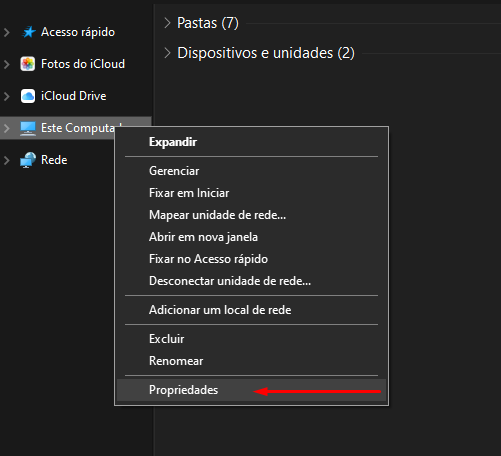 Acesso rápido
Fotos do iCloud
iCloud Drive
Este Computad
Rede
Pastas (7)
Dispositivos e unidades (2)
Expandir
Gerenciar
Fixar em Iniciar
Mapear unidade de rede...
Abrir em nova janela
Fixar no Acesso rápido
Desconectar unidade de rede...
Adicionar um local de rede
Excluir
Renomear
Propriedades